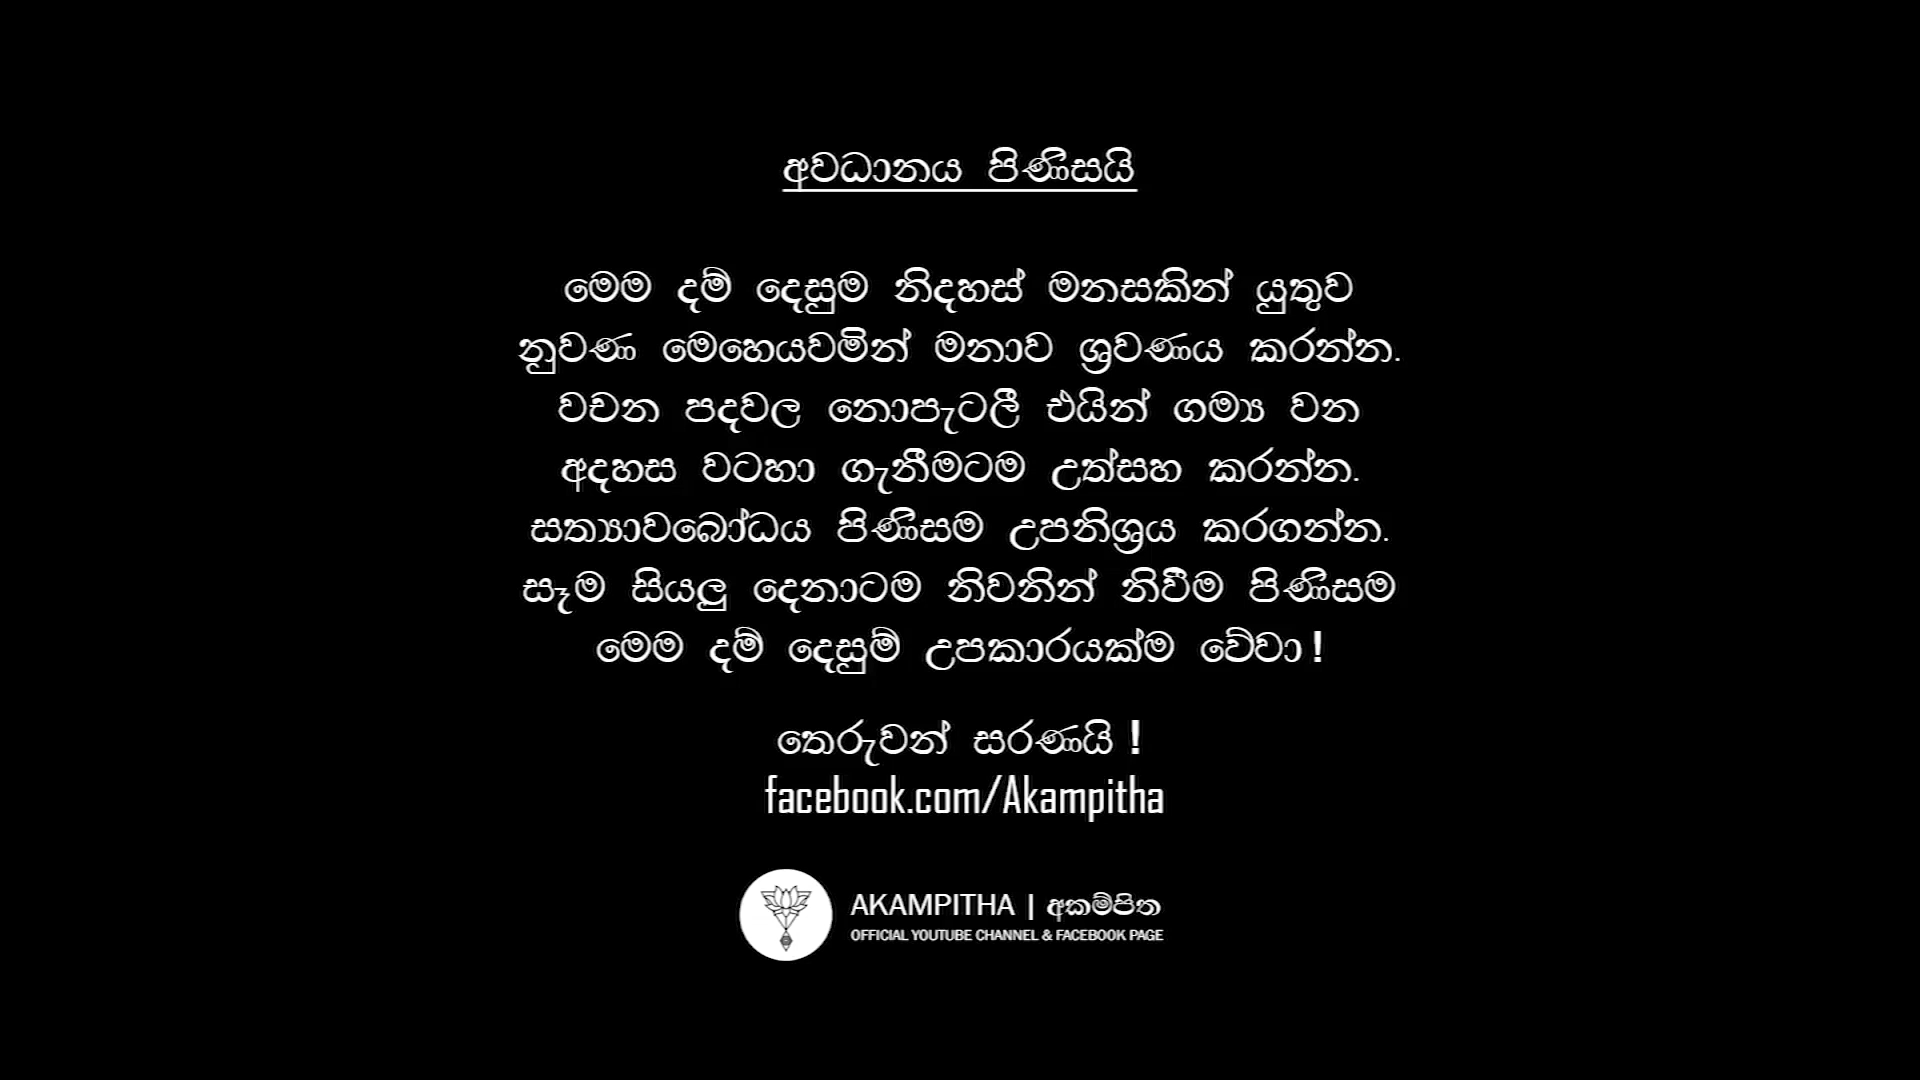 අවධානය පිණිසයි
මෙම දම් දෙසුම නිදහස් මනසකින් යුතුව
නුවණ මෙහෙයවමින් මනාව ශ්‍රවණය කරන්න.
වචන පදවල නොපැටලී එයින් ගම්‍ය වන
අදහස වටහා ගැනීමටම උත්සහ කරන්න.
සත්‍යාවබෝධය පිණිසම උපනිශ්‍රය කරගන්න.
සෑම සියලු දෙනාටම නිවනින් නිවීම පිණිසම
මෙම දම් දෙසුම් උපකාරයක්ම වේවා !
තෙරුවන් සරණයි !
facebook.com/Akampitha
AKAMPITHA | අකම්පිත
OFFICIAL YOUTUBE CHANNEL & FACEBOOK PAGE